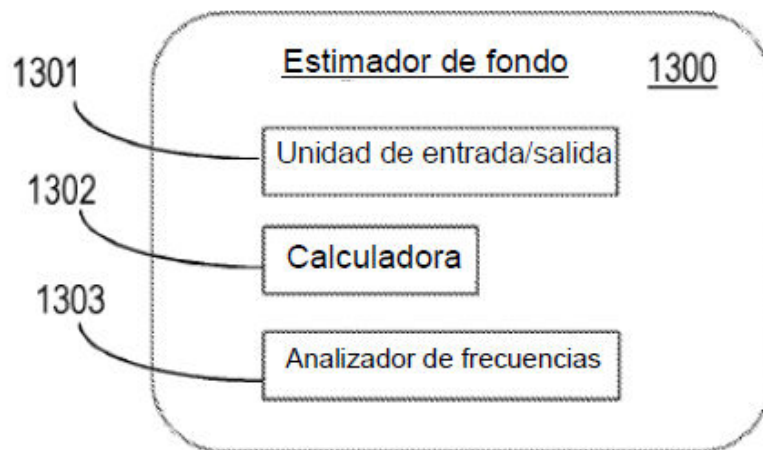 Estimador de fondo 1300
1301
Unidad de entrada/salida
1302
Calculadora
1303
Analizador de frecuencias